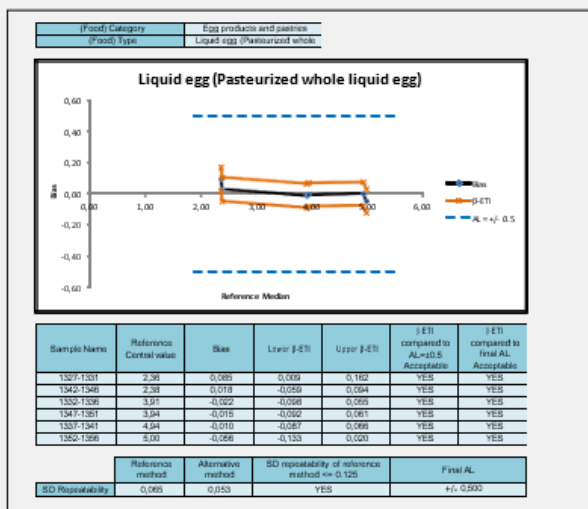 (Food) Category Egg products and pastries
(Food) Type Liquid egg (Pasteurized whole
Liquid egg (Pasteurized whole liquid egg)
0,60
0,40
0,20
0,00
-0,20
-0,40
-0,60
Bias
0,00 1,00 2,00 3,00 4,00 5,00 6,00
Reference Median
Bias
β-ETI
AL = +/- 0.5
Sample Name Reference Central value Bias Lower β-ETI Upper β-ETI β-ETI compared to AL=±0.5 Acceptable β-ETI compared to final AL Acceptable
1327-1331 2,36 0,085 0,009 0,162 YES YES
1342-1346 2,38 0,018 -0,059 0,094 YES YES
1332-1336 3,91 -0,022 -0,098 0,055 YES YES
1347-1351 3,94 -0,015 -0,092 0,061 YES YES
1337-1341 4,94 -0,010 -0,087 0,066 YES YES
1352-1356 5,00 -0,056 -0,133 0,020 YES YES
Reference method Alternative method SD repeatability of reference method <= 0.125 Final AL
SD Repeatability 0,065 0,053 YES +/- 0,500